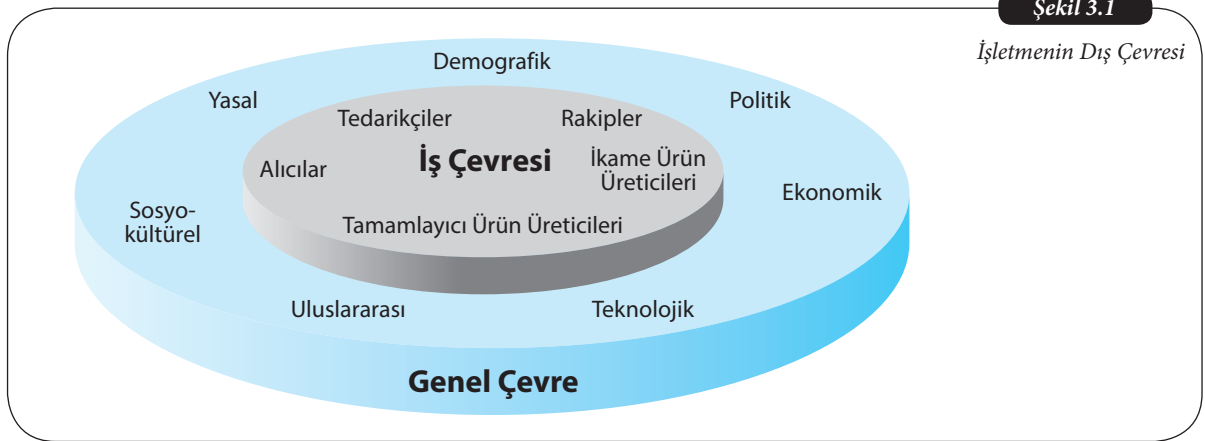 Şekil 3.1
İşletmenin Dış Çevresi
Demografik
Yasal
Politik
Tedarikçiler
Rakipler
Alıcılar
İş Çevresi
İkame Ürün
Üreticileri
Ekonomik
Sosyo-
kültürel
Tamamlayıcı Ürün Üreticileri
Uluslararası
Teknolojik
Genel Çevre